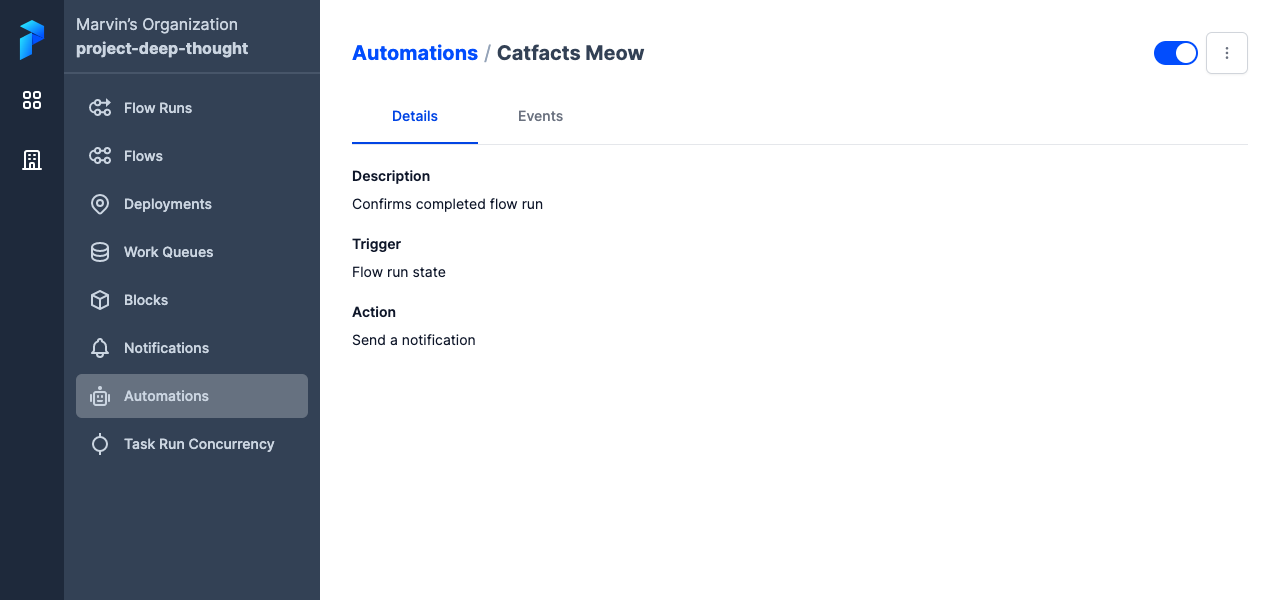 Marvin’s Organization
project-deep-thought
Flow Runs
Flows
Deployments
Work Queues
Blocks
Notifications
Automations
Task Run Concurrency
Automations / Catfacts Meow
Details Events
Description
Confirms completed flow run
Trigger
Flow run state
Action
Send a notification